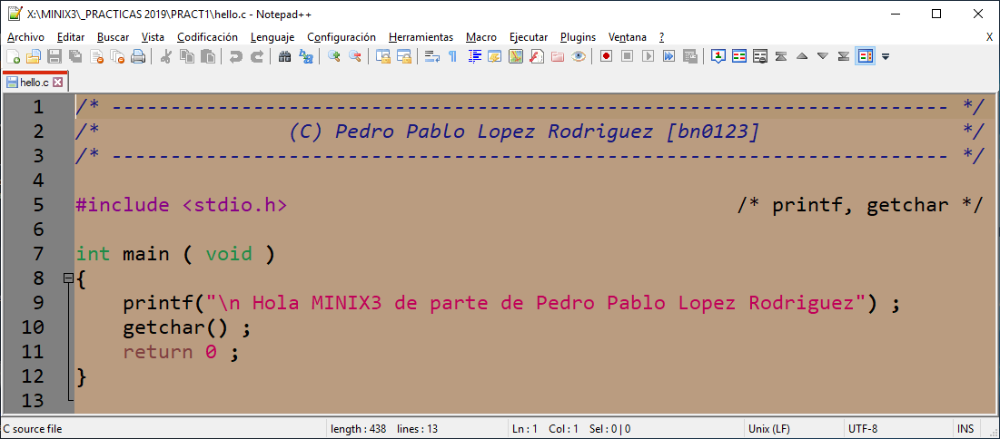 X:\MINIX3\_PRACTICAS 2019\PRACT1\hello.c - Notepad++
Archivo Editar Buscar Vista Codificación Lenguaje Configuración Herramientas Macro Ejecutar Plugins Ventana ? X
hello.c
1 /* ----------------------------------------------------------------------- */
2 /*                (C) Pedro Pablo Lopez Rodriguez [bn0123]                 */
3 /* ----------------------------------------------------------------------- */
4
5 #include <stdio.h>                                      /* printf, getchar */
6
7 int main ( void )
8 {
9     printf("\n Hola MINIX3 de parte de Pedro Pablo Lopez Rodriguez") ;
10     getchar() ;
11     return 0 ;
12 }
13
C source file length : 438 lines : 13 Ln : 1 Col : 1 Sel : 0 | 0 Unix (LF) UTF-8 INS